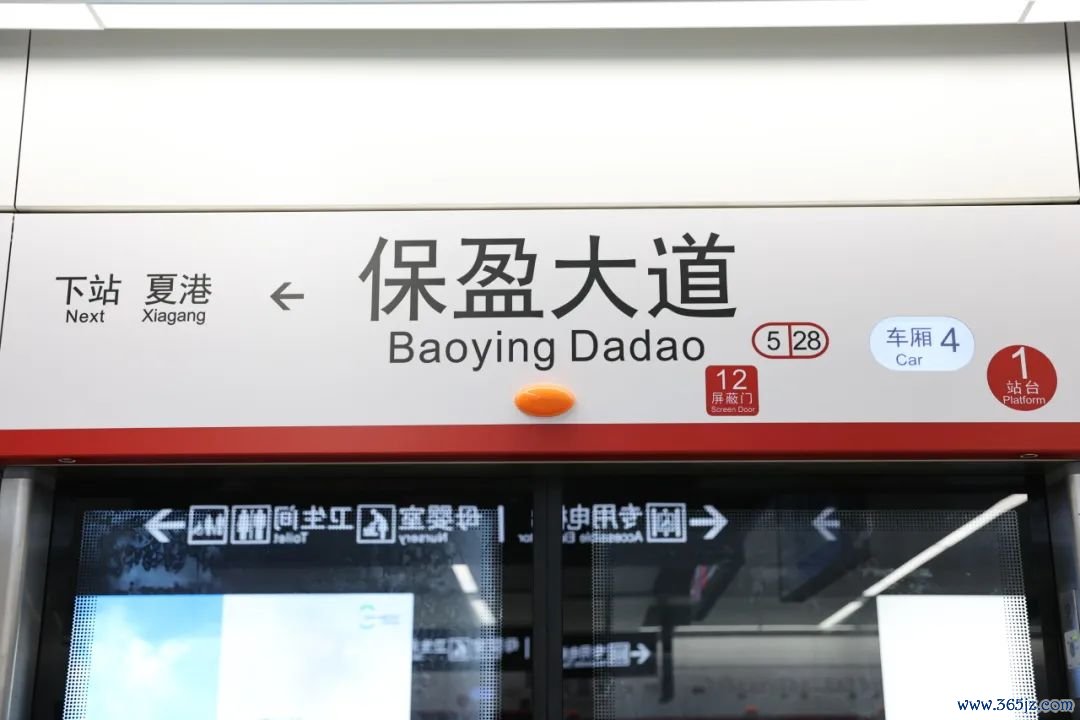 下站 夏港
Next Xiagang
保盈大道
Baoying Dadao
5 28
车厢 4
Car
12
屏蔽门
Screen Door
1
站台
Platform
卫生间
Toilet
母婴室
Nursery
专用电梯
Accessible
www.365jz.com